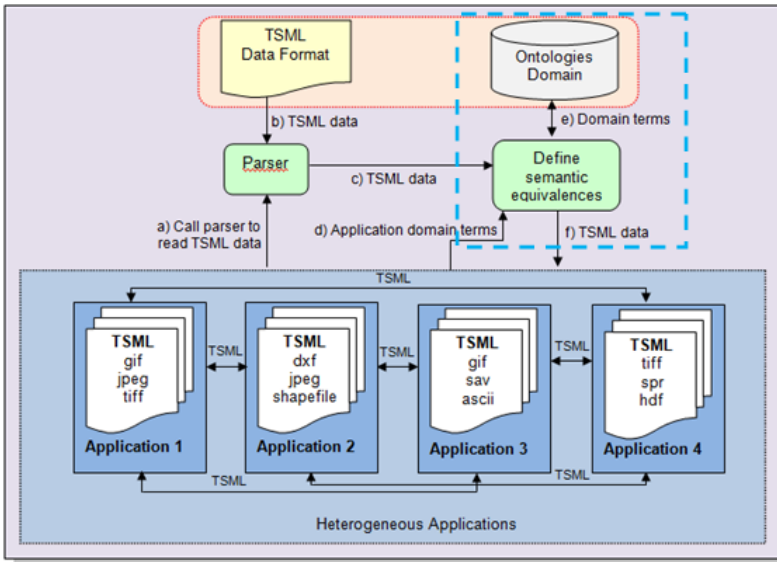 TSML
Data Format
Ontologies
Domain
b) TSML data
e) Domain terms
Parser
c) TSML data
Define
semantic
equivalences
a) Call parser to
read TSML data
d) Application domain terms
f) TSML data
TSML
TSML
gif
jpeg
tiff
Application 1
TSML
TSML
dxf
jpeg
shapefile
Application 2
TSML
TSML
gif
sav
ascii
Application 3
TSML
TSML
tiff
spr
hdf
Application 4
TSML
TSML
Heterogeneous Applications